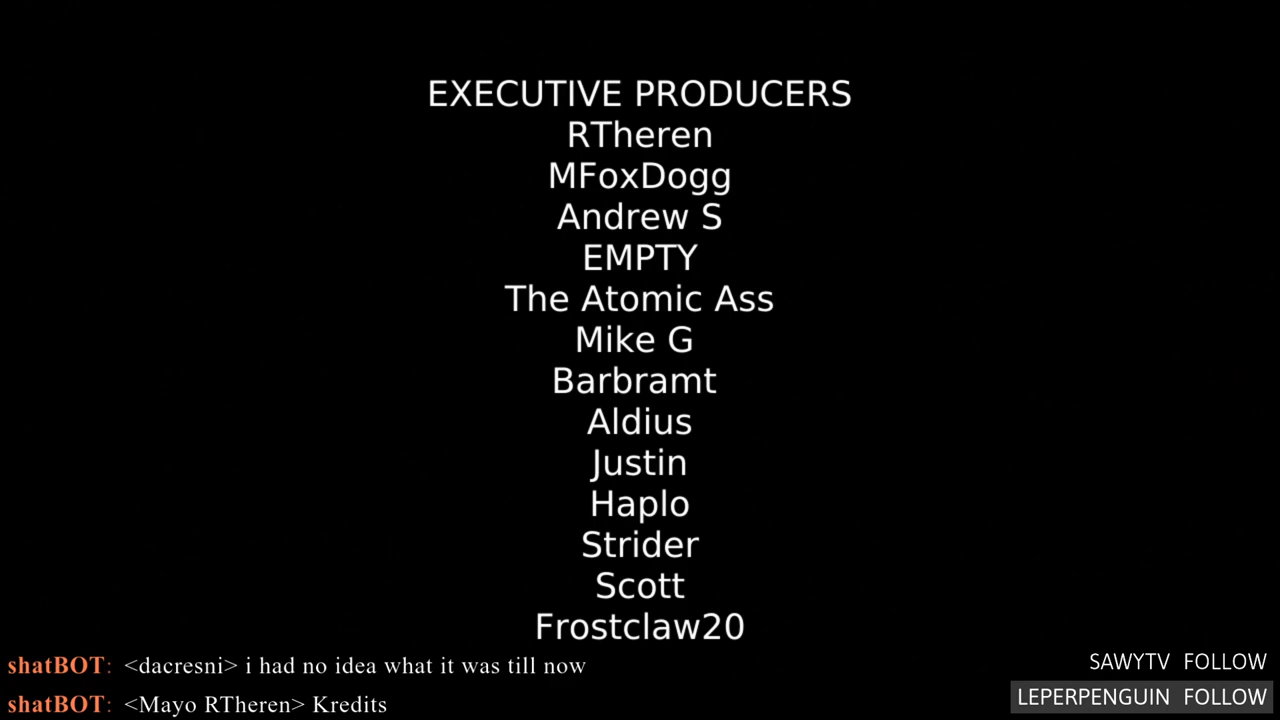 EXECUTIVE PRODUCERS
RTheren
MFoxDogg
Andrew S
EMPTY
The Atomic Ass
Mike G
Barbramt
Aldius
Justin
Haplo
Strider
Scott
Frostclaw20
shatBOT: <dacresni> i had no idea what it was till now
shatBOT: <Mayo RTheren> Kredits
SAWYTV FOLLOW
LEPERPENGUIN FOLLOW